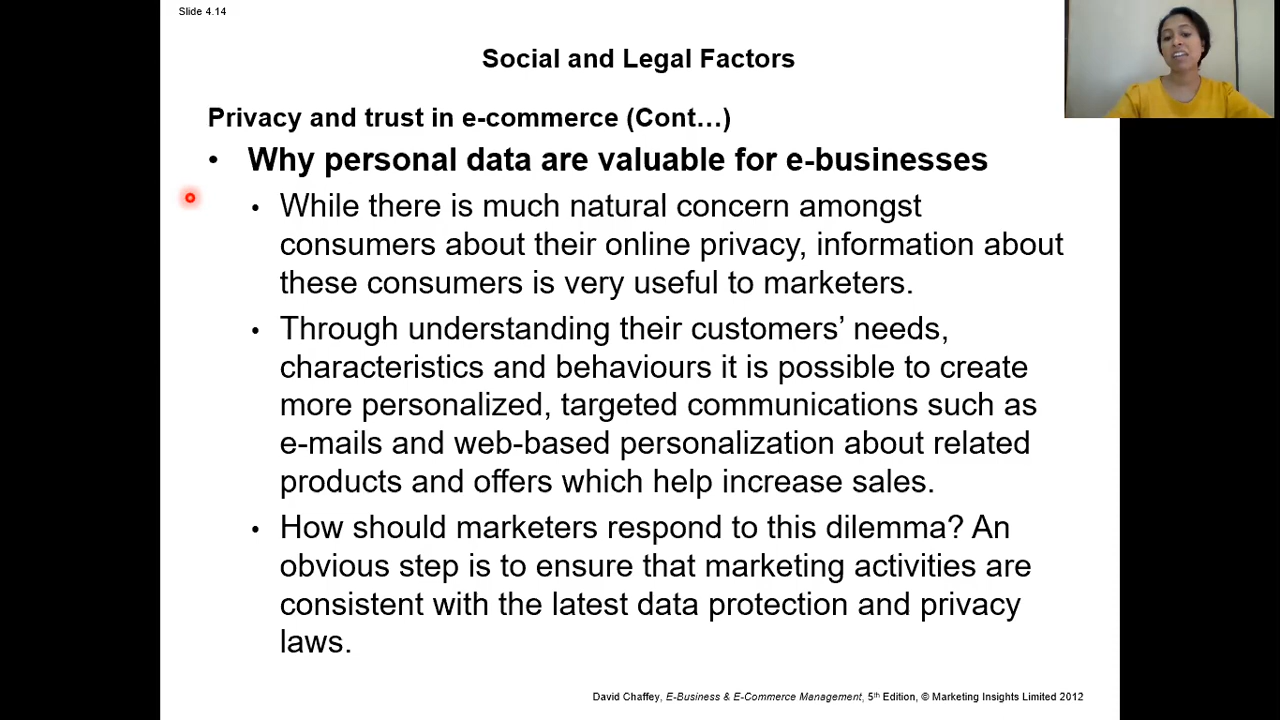 Slide 4.14
Social and Legal Factors
Privacy and trust in e-commerce (Cont…)
• Why personal data are valuable for e-businesses
• While there is much natural concern amongst
consumers about their online privacy, information about
these consumers is very useful to marketers.
• Through understanding their customers’ needs,
characteristics and behaviours it is possible to create
more personalized, targeted communications such as
e-mails and web-based personalization about related
products and offers which help increase sales.
• How should marketers respond to this dilemma? An
obvious step is to ensure that marketing activities are
consistent with the latest data protection and privacy
laws.
David Chaffey, E-Business & E-Commerce Management, 5th Edition, © Marketing Insights Limited 2012